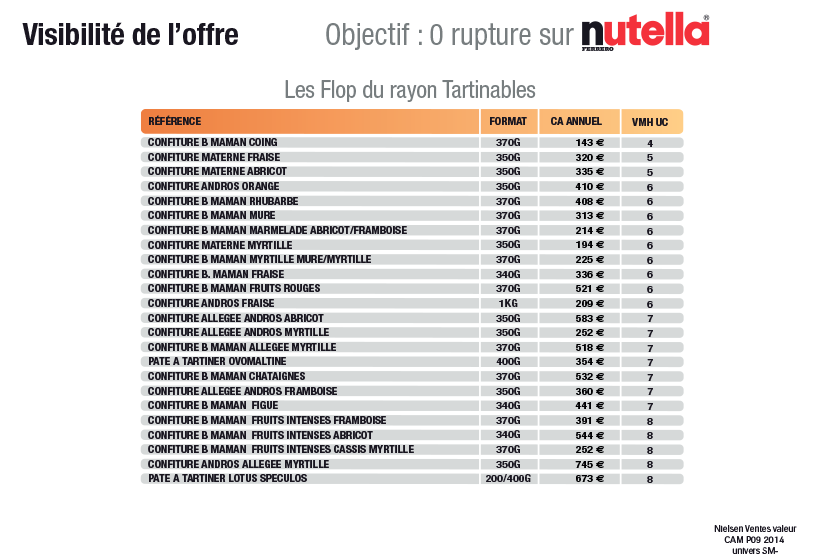 Visibilité de l'offre
Objectif : 0 rupture sur nutella®
FERRERO
Les Flop du rayon Tartinables
RÉFÉRENCE FORMAT CA ANNUEL VMH UC
CONFITURE B MAMAN COING 370G 143 € 4
CONFITURE MATERNE FRAISE 350G 320 € 5
CONFITURE MATERNE ABRICOT 350G 335 € 5
CONFITURE ANDROS ORANGE 350G 410 € 6
CONFITURE B MAMAN RHUBARBE 370G 408 € 6
CONFITURE B MAMAN MURE 370G 313 € 6
CONFITURE B MAMAN MARMELADE ABRICOT/FRAMBOISE 370G 214 € 6
CONFITURE MATERNE MYRTILLE 350G 194 € 6
CONFITURE B MAMAN MYRTILLE MURE/MYRTILLE 370G 225 € 6
CONFITURE B. MAMAN FRAISE 340G 336 € 6
CONFITURE B MAMAN FRUITS ROUGES 370G 521 € 6
CONFITURE ANDROS FRAISE 1KG 209 € 6
CONFITURE ALLEGEE ANDROS ABRICOT 350G 583 € 7
CONFITURE ALLEGEE ANDROS MYRTILLE 350G 252 € 7
CONFITURE B MAMAN ALLEGEE MYRTILLE 370G 518 € 7
PATE A TARTINER OVOMALTINE 400G 354 € 7
CONFITURE B MAMAN CHATAIGNES 370G 532 € 7
CONFITURE ALLEGEE ANDROS FRAMBOISE 350G 360 € 7
CONFITURE B MAMAN FIGUE 340G 441 € 7
CONFITURE B MAMAN FRUITS INTENSES FRAMBOISE 370G 391 € 8
CONFITURE B MAMAN FRUITS INTENSES ABRICOT 340G 544 € 8
CONFITURE B MAMAN FRUITS INTENSES CASSIS MYRTILLE 370G 252 € 8
CONFITURE ANDROS ALLEGEE MYRTILLE 350G 745 € 8
PATE A TARTINER LOTUS SPECULOS 200/400G 673 € 8
Nielsen Ventes valeur
CAM P09 2014
univers SM-